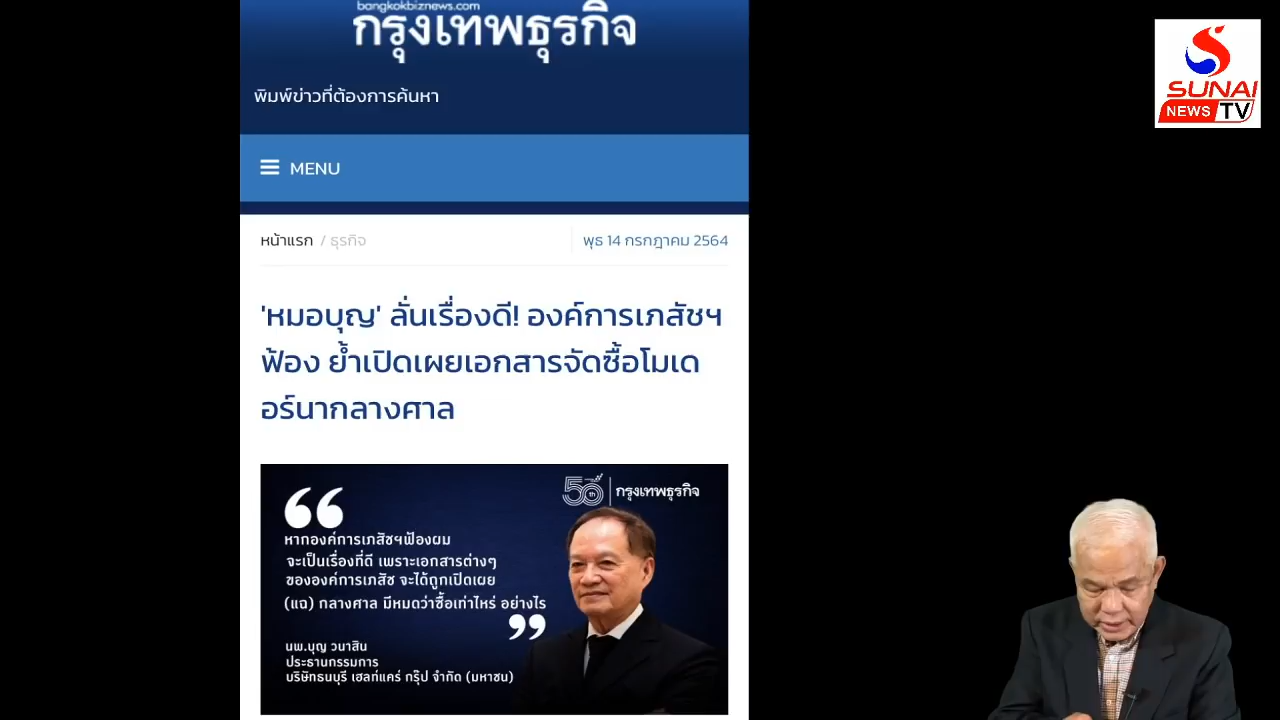 bangkokbiznews.com
กรุงเทพธุรกิจ
SUNAI
NEWS TV
พิมพ์ข่าวที่ต้องการค้นหา
MENU
หน้าแรก / ธุรกิจ
พุธ 14 กรกฎาคม 2564
'หมอบุญ' ลั่นเรื่องดี! องค์การเภสัชฯ
ฟ้อง ย้ำเปิดเผยเอกสารจัดซื้อโมเด
อร์นากลางศาล
50 th กรุงเทพธุรกิจ
“
หากองค์การเภสัชฯฟ้องผม
จะเป็นเรื่องที่ดี เพราะเอกสารต่างๆ
ขององค์การเภสัช จะได้ถูกเปิดเผย
(แฉ) กลางศาล มีหมดว่าซื้อเท่าไหร่ อย่างไร
”
นพ.บุญ วนาสิน
ประธานกรรมการ
บริษัทธนบุรี เฮลท์แคร์ กรุ๊ป จำกัด (มหาชน)